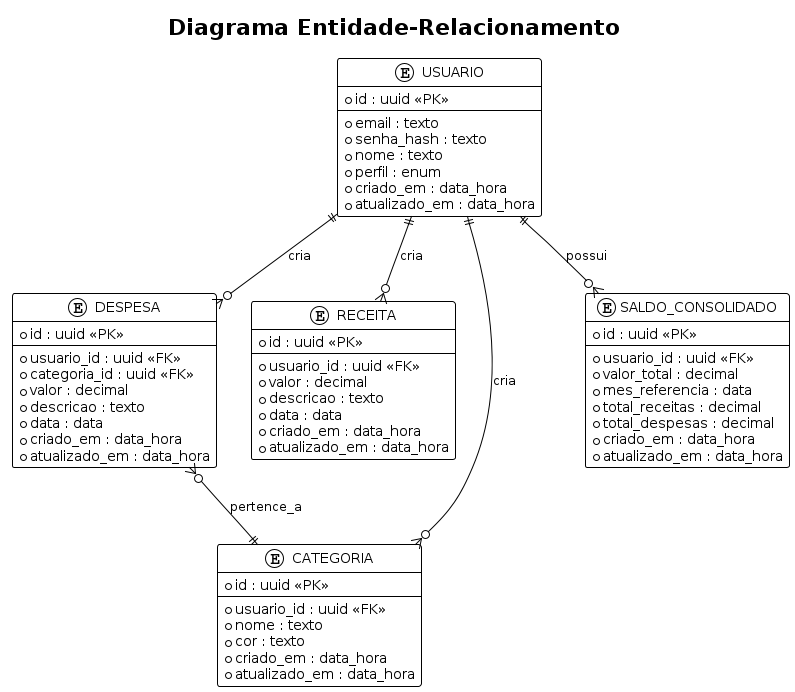 Diagrama Entidade-Relacionamento
E USUARIO
id : uuid «PK»
email : texto
senha_hash : texto
nome : texto
perfil : enum
criado_em : data_hora
atualizado_em : data_hora
cria
cria
possui
E DESPESA
id : uuid «PK»
usuario_id : uuid «FK»
categoria_id : uuid «FK»
valor : decimal
descricao : texto
data : data
criado_em : data_hora
atualizado_em : data_hora
E RECEITA
id : uuid «PK»
usuario_id : uuid «FK»
valor : decimal
descricao : texto
data : data
criado_em : data_hora
atualizado_em : data_hora
cria
E SALDO_CONSOLIDADO
id : uuid «PK»
usuario_id : uuid «FK»
valor_total : decimal
mes_referencia : data
total_receitas : decimal
total_despesas : decimal
criado_em : data_hora
atualizado_em : data_hora
pertence_a
E CATEGORIA
id : uuid «PK»
usuario_id : uuid «FK»
nome : texto
cor : texto
criado_em : data_hora
atualizado_em : data_hora